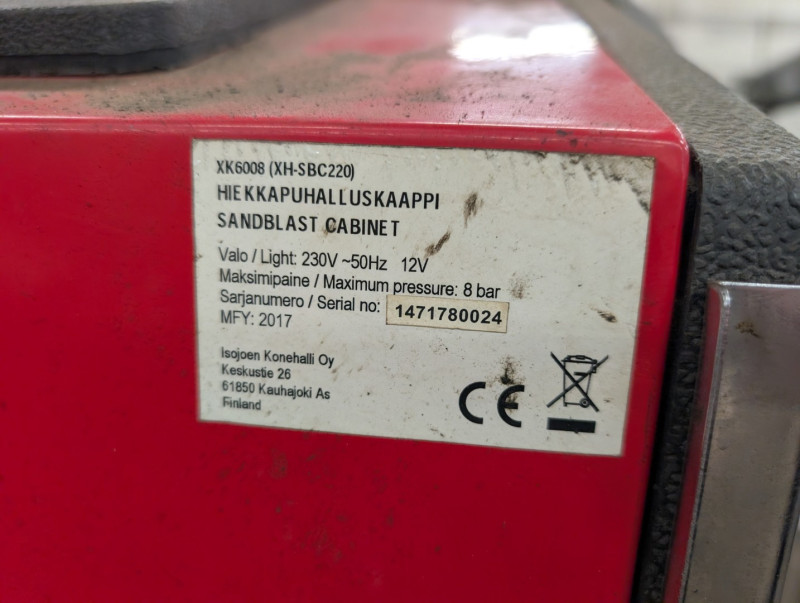 XK6008 (XH-SBC220)
HIEKKAPUHALLUSKAAPPI
SANDBLAST CABINET
Valo / Light: 230V ~50Hz 12V
Maksimipaine / Maximum pressure: 8 bar
Sarjanumero / Serial no: 1471780024
MFY: 2017
Isojoen Konehalli Oy
Keskustie 26
61850 Kauhajoki As
Finland
CE